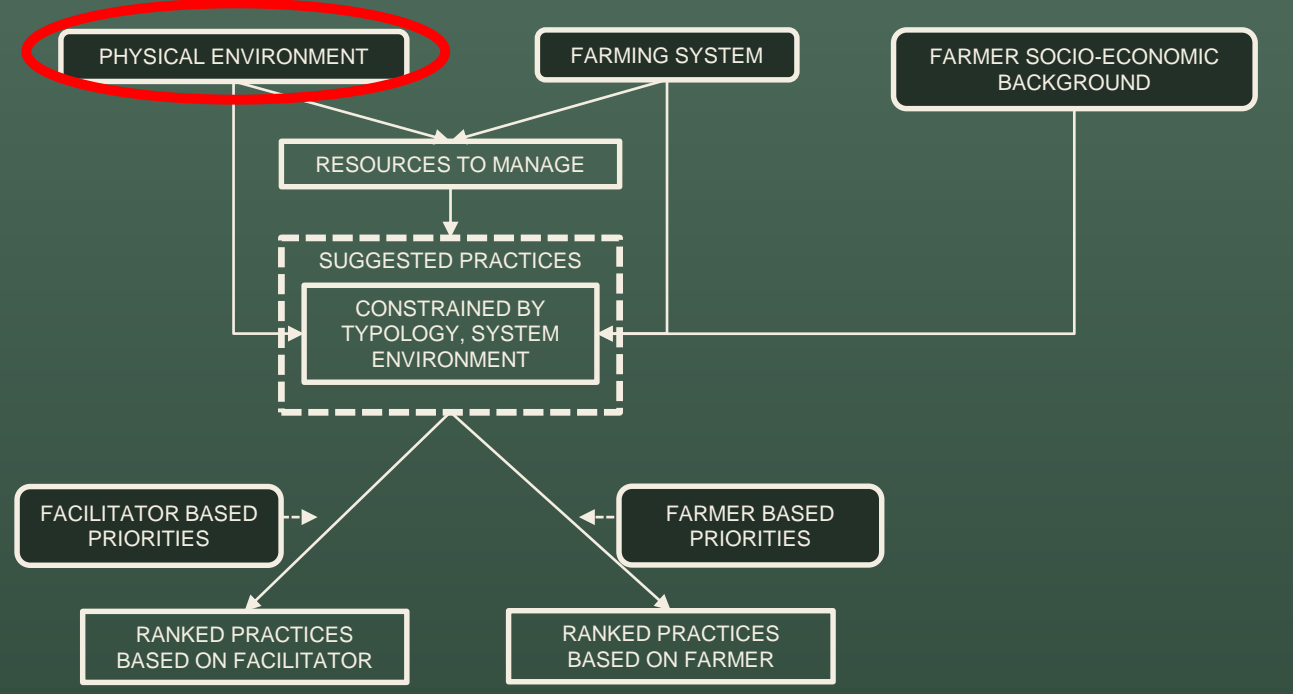 PHYSICAL ENVIRONMENT
FARMING SYSTEM
FARMER SOCIO-ECONOMIC
BACKGROUND
RESOURCES TO MANAGE
SUGGESTED PRACTICES
CONSTRAINED BY
TYPOLOGY, SYSTEM
ENVIRONMENT
FACILITATOR BASED
PRIORITIES
FARMER BASED
PRIORITIES
RANKED PRACTICES
BASED ON FACILITATOR
RANKED PRACTICES
BASED ON FARMER